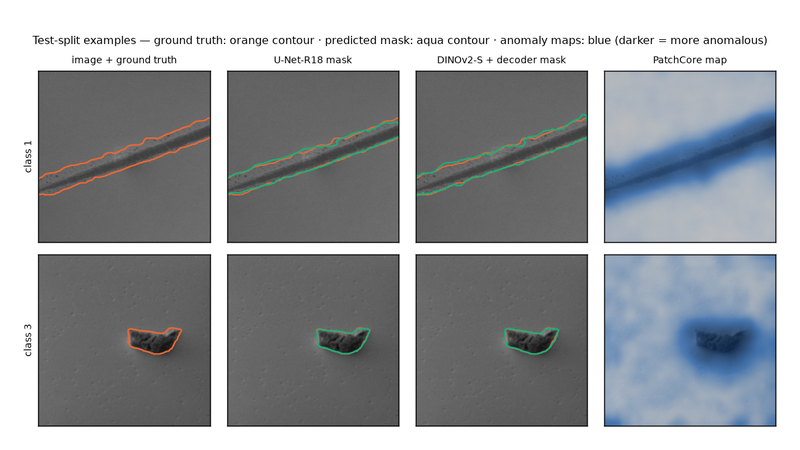 Test-split examples — ground truth: orange contour · predicted mask: aqua contour · anomaly maps: blue (darker = more anomalous)
image + ground truth
U-Net-R18 mask
DINOv2-S + decoder mask
PatchCore map
class 1
class 3